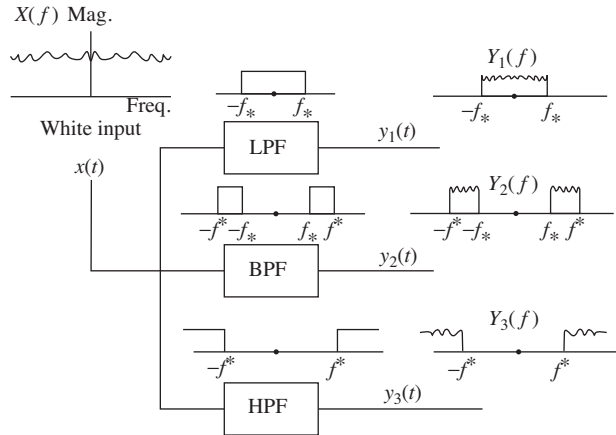 X(f) Mag.
Y₁(f)
Freq.
−f* f*
−f* f*
White input
LPF
y₁(t)
x(t)
Y₂(f)
−f* −f* f* f*
−f* −f* f* f*
BPF
y₂(t)
Y₃(f)
−f* f*
−f* f*
HPF
y₃(t)